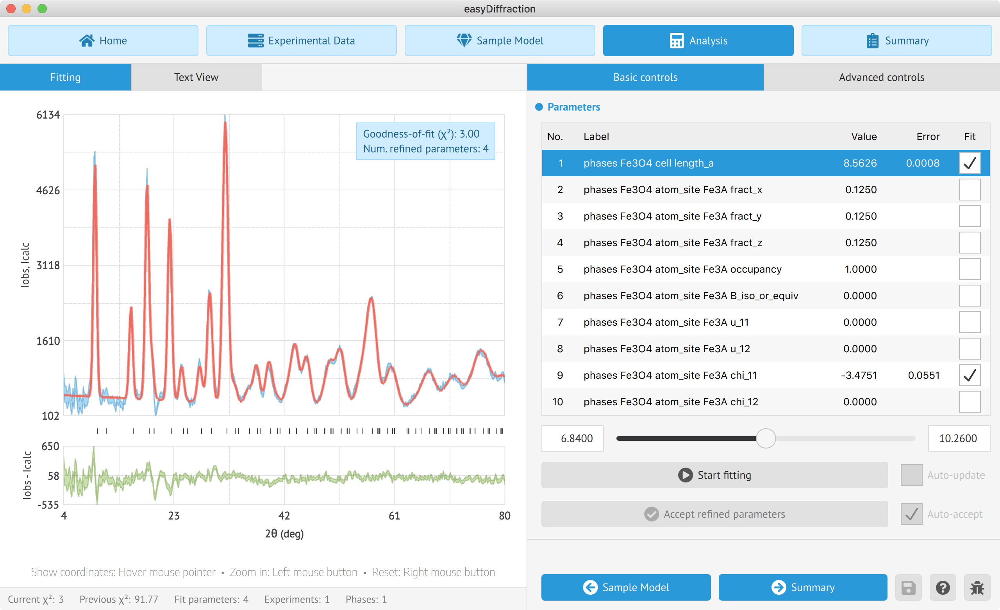 easyDiffraction
Home
Experimental Data
Sample Model
Analysis
Summary
Fitting
Text View
Basic controls
Advanced controls
6134
4626
3118
1610
102
Iobs, Icalc
Goodness-of-fit (χ²): 3.00
Num. refined parameters: 4
650
58
-535
Iobs - Icalc
4 23 42 61 80
2θ (deg)
Show coordinates: Hover mouse pointer • Zoom in: Left mouse button • Reset: Right mouse button
Current χ²: 3 Previous χ²: 91.77 Fit parameters: 4 Experiments: 1 Phases: 1
Parameters
No. Label Value Error Fit
1 phases Fe3O4 cell length_a 8.5626 0.0008
2 phases Fe3O4 atom_site Fe3A fract_x 0.1250
3 phases Fe3O4 atom_site Fe3A fract_y 0.1250
4 phases Fe3O4 atom_site Fe3A fract_z 0.1250
5 phases Fe3O4 atom_site Fe3A occupancy 1.0000
6 phases Fe3O4 atom_site Fe3A B_iso_or_equiv 0.0000
7 phases Fe3O4 atom_site Fe3A u_11 0.0000
8 phases Fe3O4 atom_site Fe3A u_12 0.0000
9 phases Fe3O4 atom_site Fe3A chi_11 -3.4751 0.0551
10 phases Fe3O4 atom_site Fe3A chi_12 0.0000
6.8400 10.2600
Start fitting
Auto-update
Accept refined parameters
Auto-accept
Sample Model
Summary